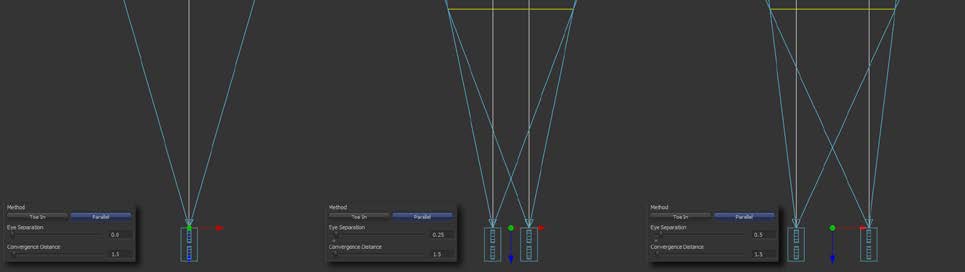 Method
Toe In Parallel
Eye Separation
0.0
Convergence Distance
1.5
Method
Toe In Parallel
Eye Separation
0.25
Convergence Distance
1.5
Method
Toe In Parallel
Eye Separation
0.5
Convergence Distance
1.5